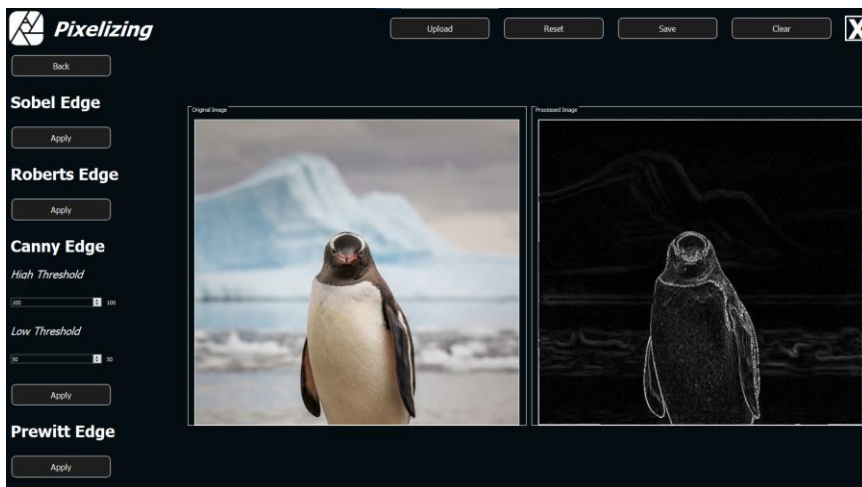 Pixelizing
Upload
Reset
Save
Clear
X
Back
Sobel Edge
Apply
Roberts Edge
Apply
Canny Edge
High Threshold
100 100
Low Threshold
50 50
Apply
Prewitt Edge
Apply
Original Image
Processed Image